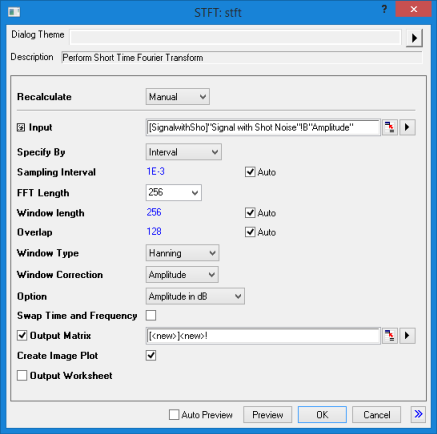 STFT: stft
Dialog Theme
Description Perform Short Time Fourier Transform
Recalculate Manual
Input [SignalwithSho]"Signal with Shot Noise"!B"Amplitude"
Specify By Interval
Sampling Interval 1E-3 Auto
FFT Length 256
Window length 256 Auto
Overlap 128 Auto
Window Type Hanning
Window Correction Amplitude
Option Amplitude in dB
Swap Time and Frequency
Output Matrix [<new>]<new>!
Create Image Plot
Output Worksheet
Auto Preview Preview OK Cancel